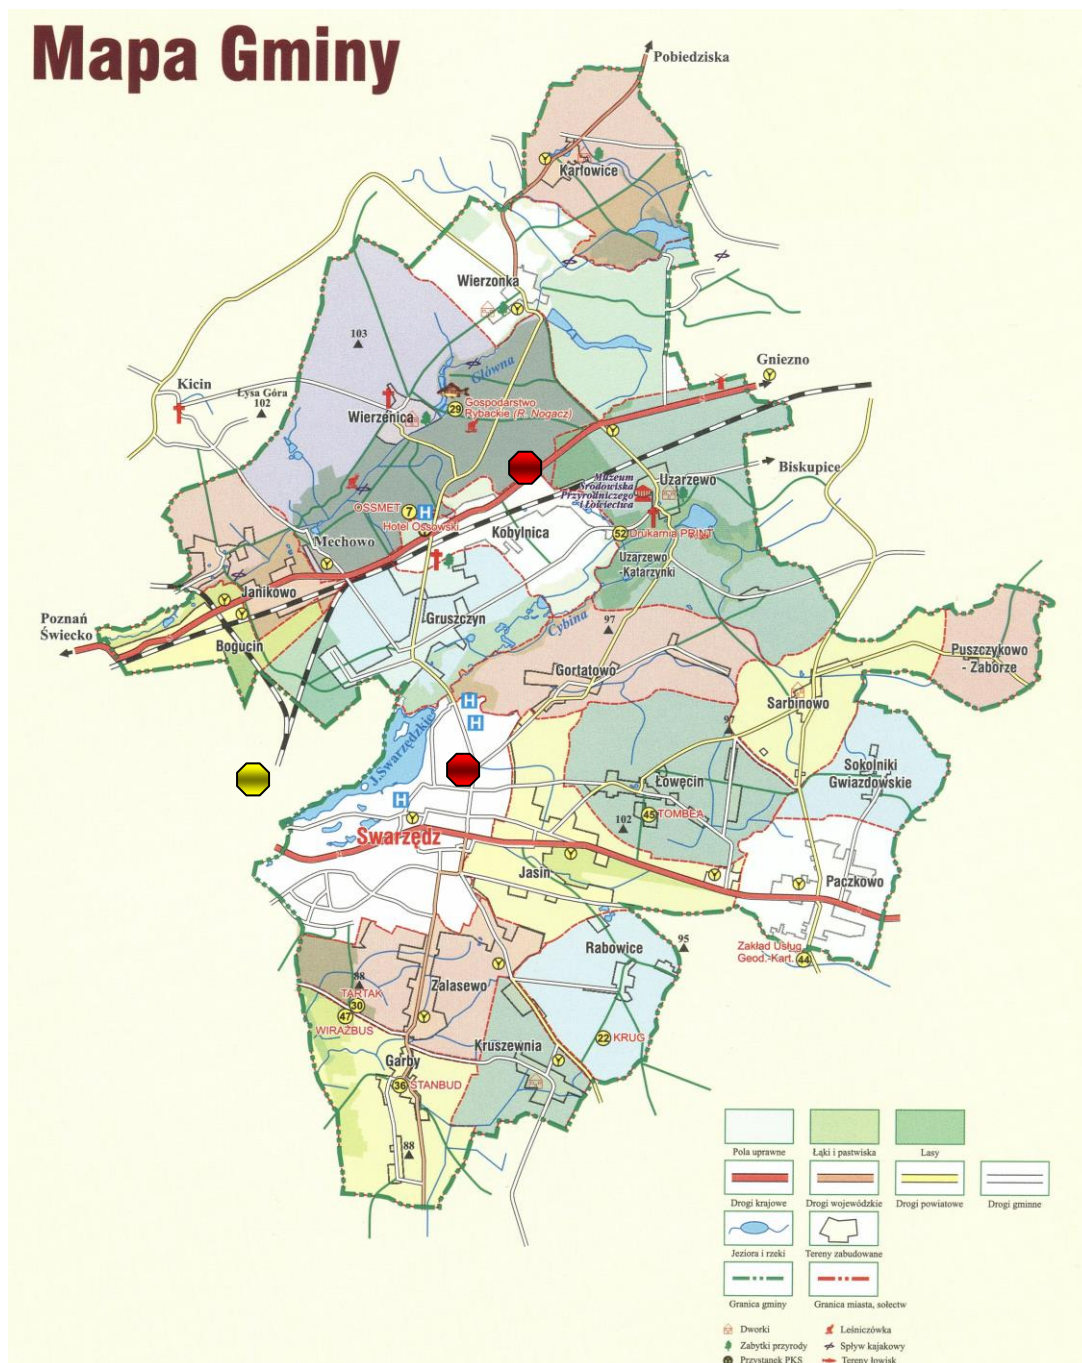 Mapa Gminy
Pobiedziska
Karłowice
Wierzonka
103
Główna
Gniezno
Kicin
Łysa Góra
102
Wierzenica
29
Gospodarstwo
Rybackie (R. Nogacz)
Biskupice
Muzeum
Środowiska
Przyrodniczego
i Łowiectwa
Uzarzewo
OSSMET
7
H
Hotel Ossowski
Kobylnica
52
Drukarnia PRINT
Mechowo
Uzarzewo
-Katarzynki
Janikowo
Poznań
Świecko
Bogucin
Gruszczyn
Cybina
97
Gortatowo
Puszczykowo
- Zaborze
Sarbinowo
H
H
97
J.Swarzędzkie
Sokolniki
Gwiazdowskie
Łowęcin
H
45
TOMBEA
102
Swarzędz
Jasin
Paczkowo
Rabowice
95
Zakład Usług
Geod.-Kart.
44
88
Zalasewo
TARTAK
30
47
WIRAŻBUS
22
KRUG
Kruszewnia
Garby
36
STANBUD
88
Pola uprawne
Łąki i pastwiska
Lasy
Drogi krajowe
Drogi wojewódzkie
Drogi powiatowe
Drogi gminne
Jeziora i rzeki
Tereny zabudowane
Granica gminy
Granica miasta, sołectw
Dworki
Leśniczówka
Zabytki przyrody
Spływ kajakowy
Przystanek PKS
Tereny łowisk